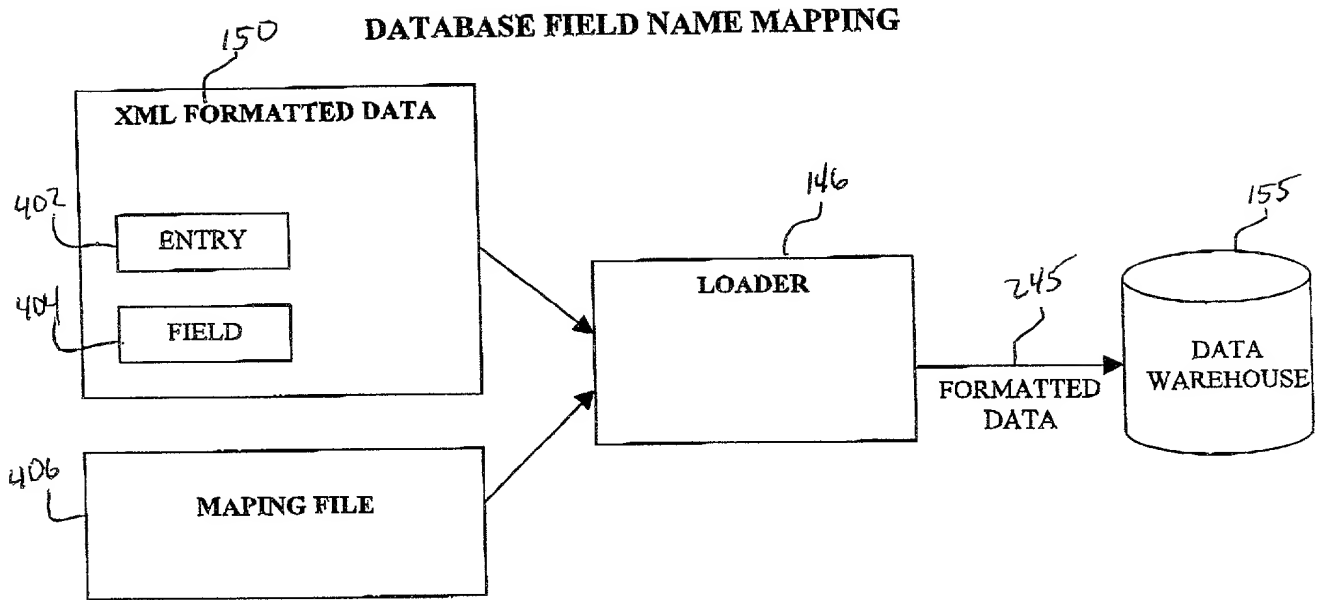 DATABASE FIELD NAME MAPPING
150
XML FORMATTED DATA
402
ENTRY
404
FIELD
406
MAPING FILE
146
LOADER
245
FORMATTED
DATA
155
DATA
WAREHOUSE